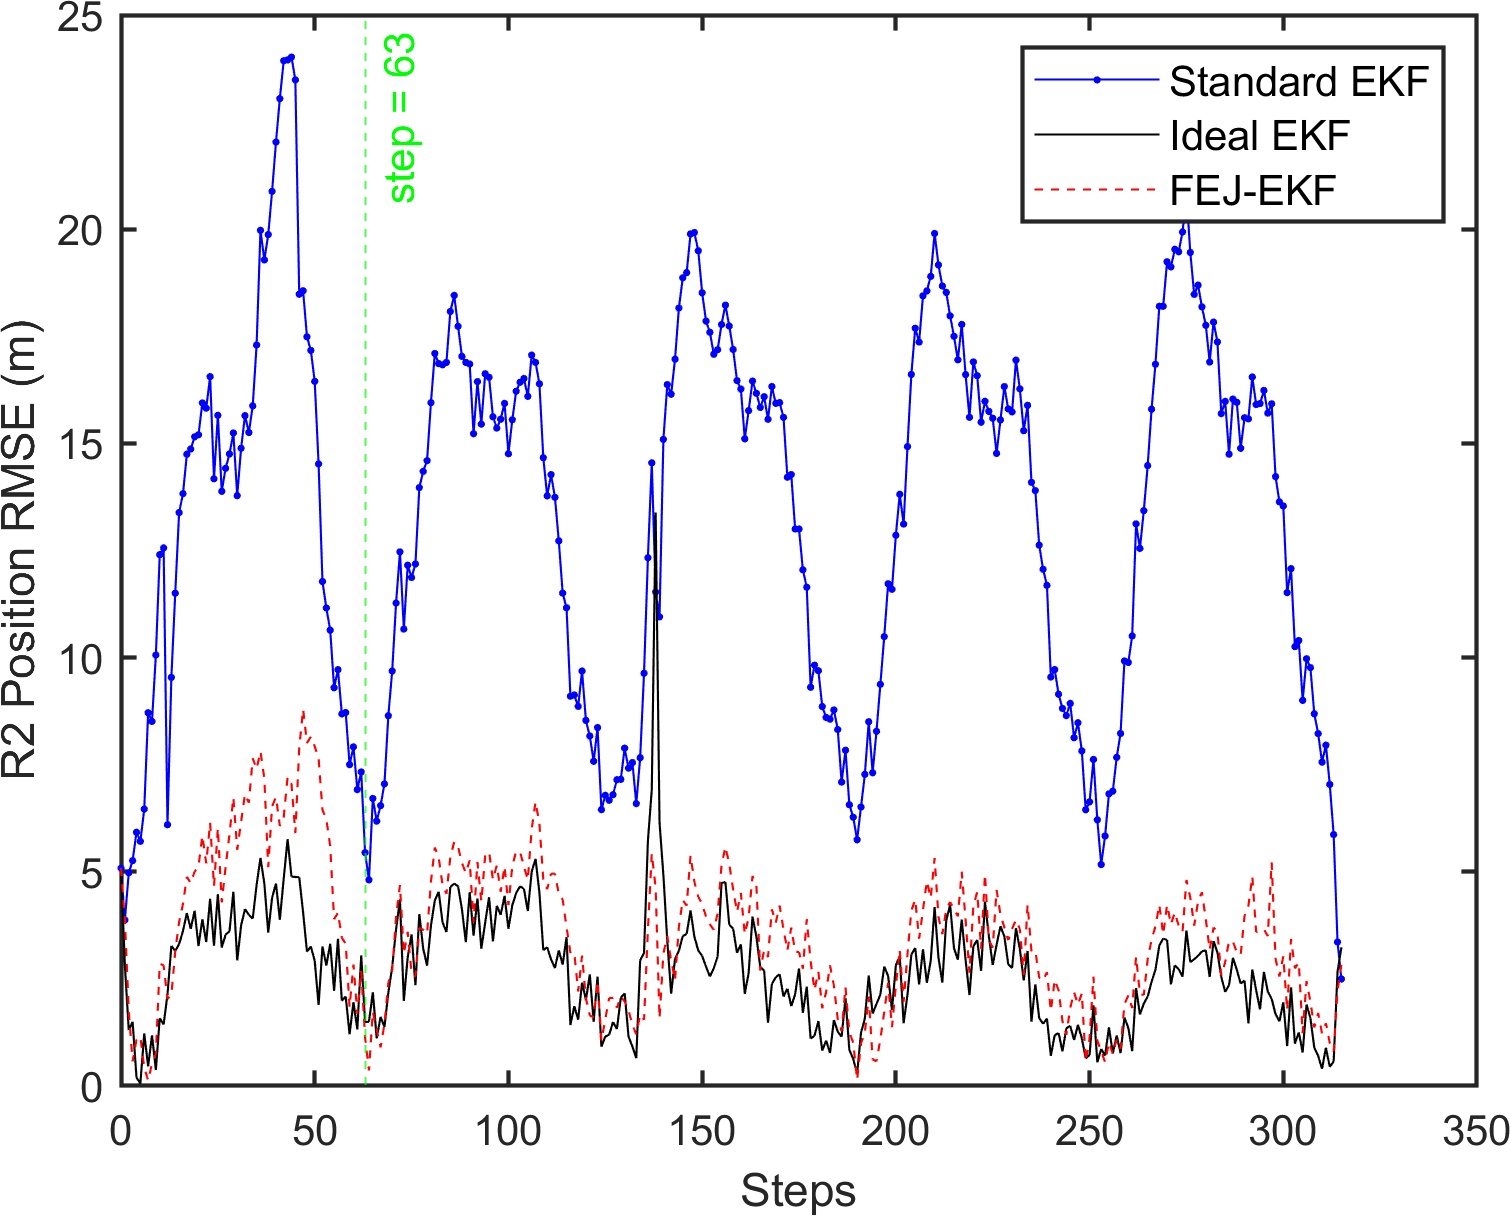 25
20
15
10
5
0
R2 Position RMSE (m)
step = 63
Standard EKF
Ideal EKF
FEJ-EKF
0 50 100 150 200 250 300 350
Steps